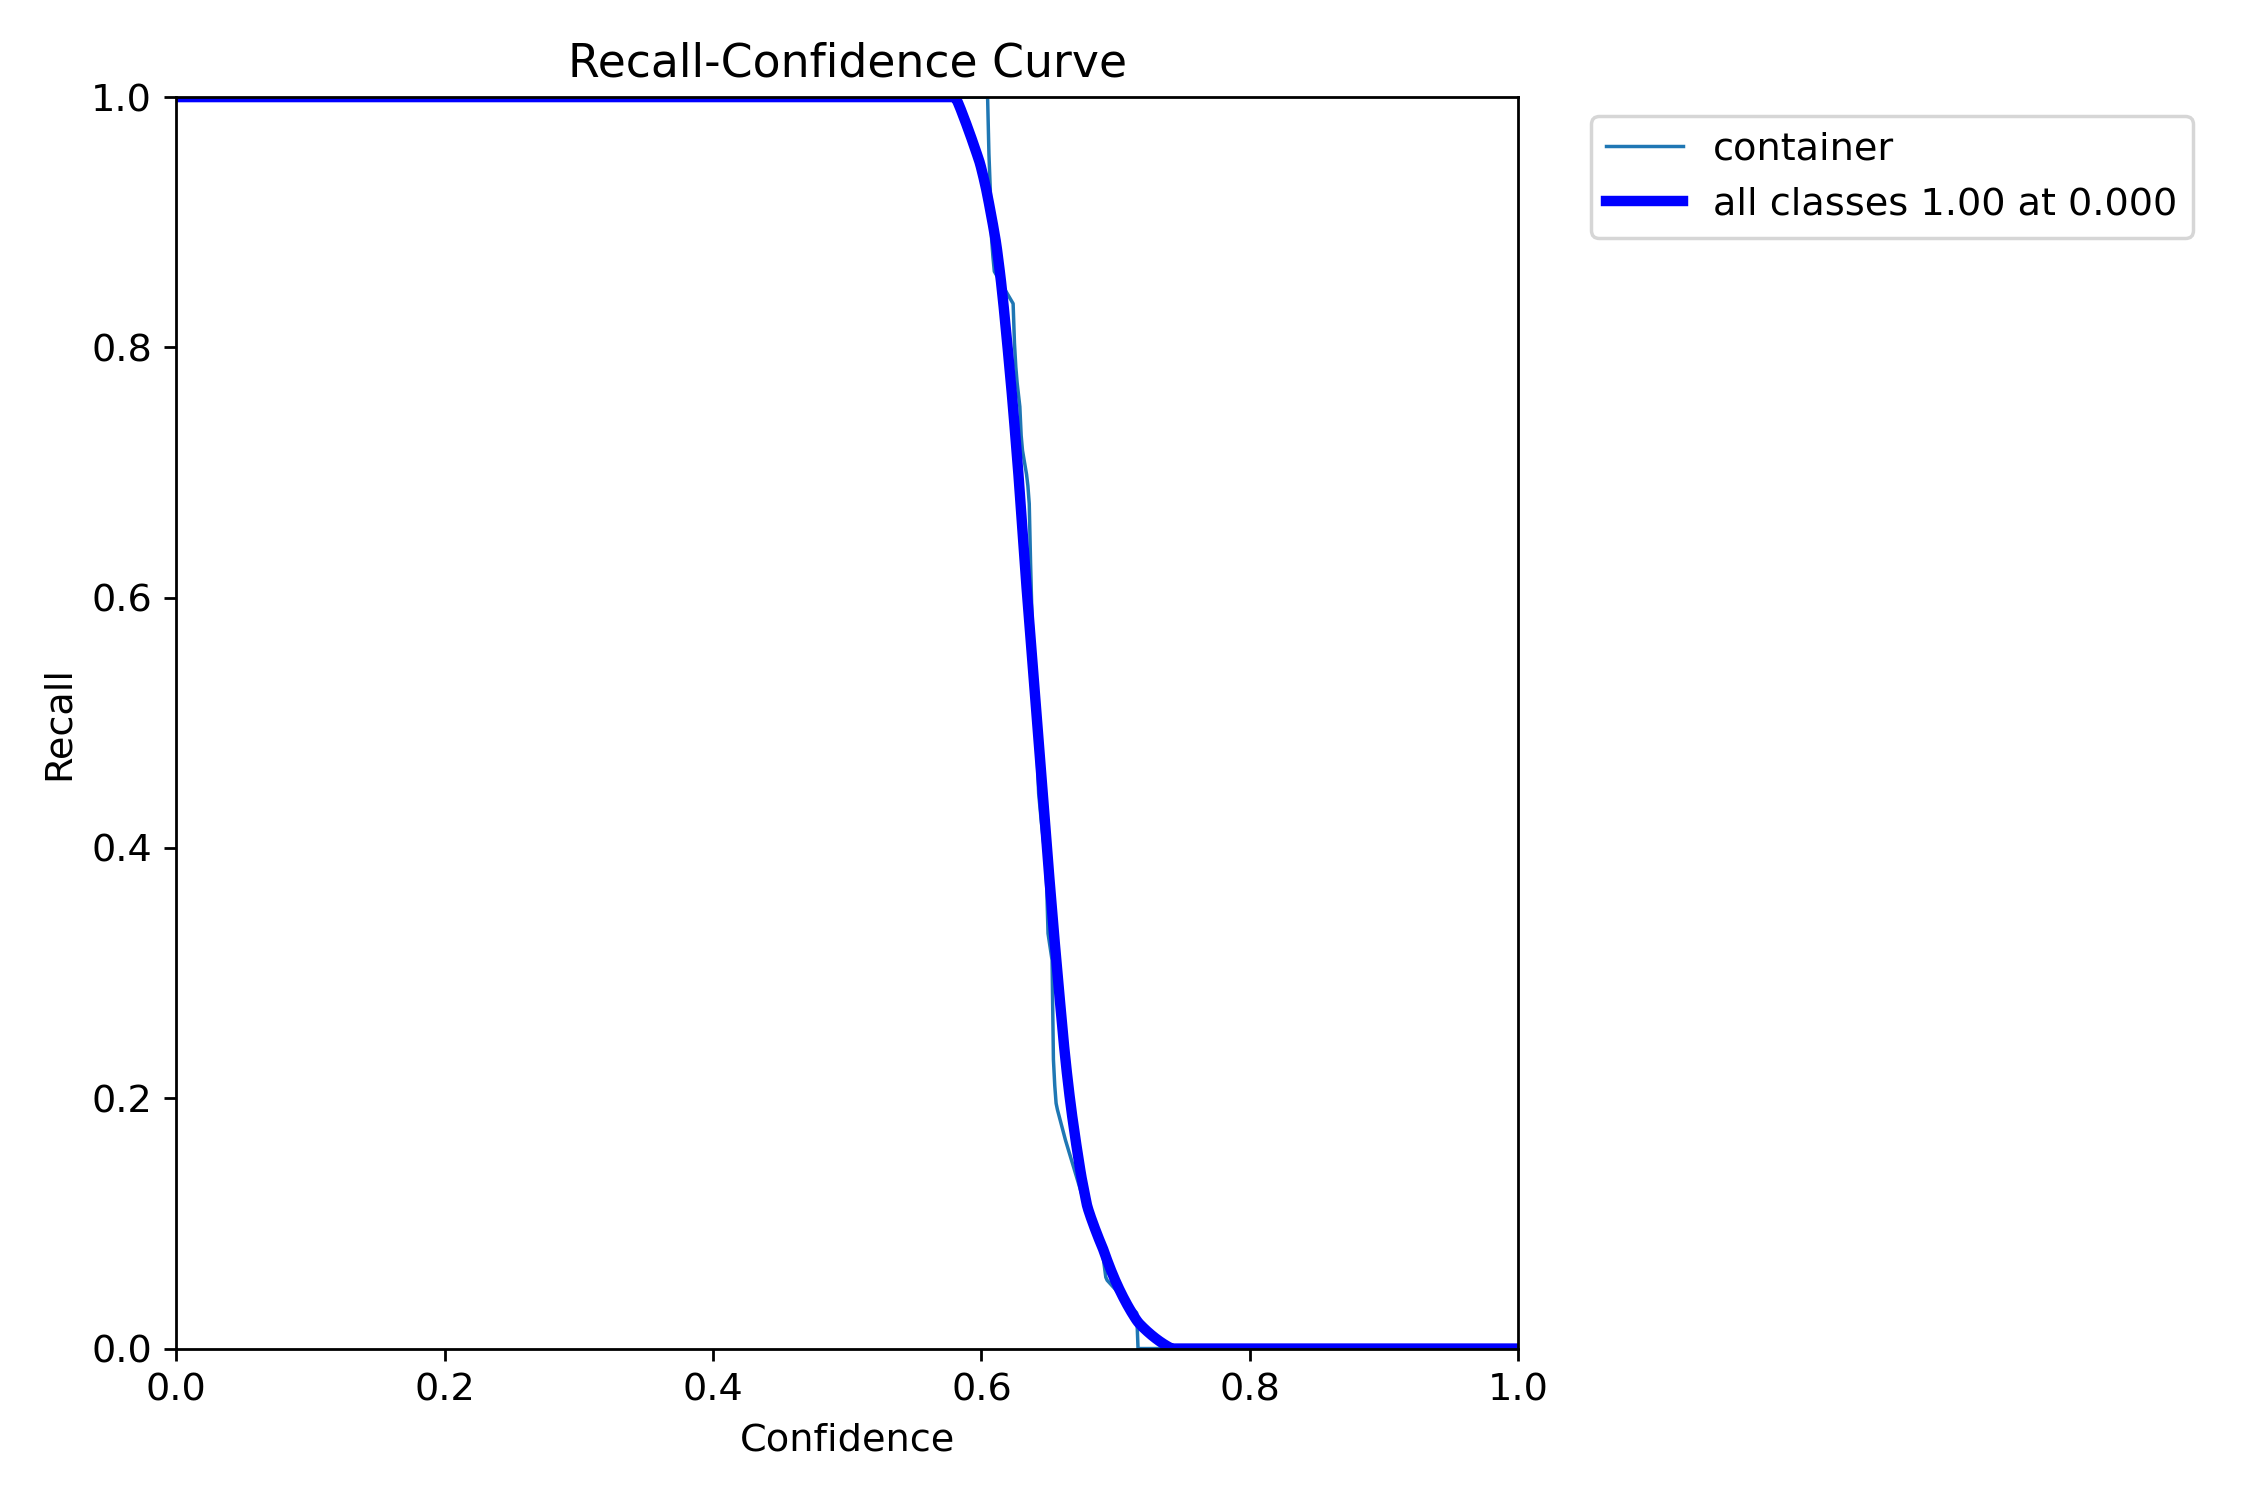 Recall-Confidence Curve
1.0
0.8
0.6
0.4
0.2
0.0
Recall
0.0 0.2 0.4 0.6 0.8 1.0
Confidence
container
all classes 1.00 at 0.000